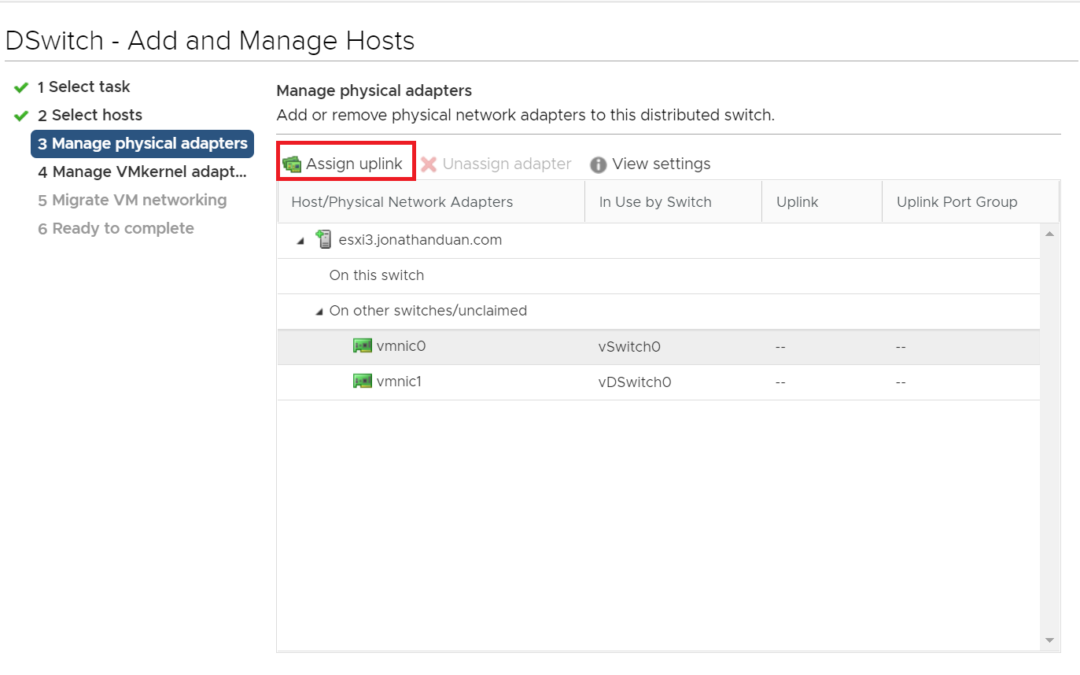 DSwitch - Add and Manage Hosts
1 Select task
2 Select hosts
3 Manage physical adapters
4 Manage VMkernel adapt...
5 Migrate VM networking
6 Ready to complete
Manage physical adapters
Add or remove physical network adapters to this distributed switch.
Assign uplink Unassign adapter View settings
Host/Physical Network Adapters In Use by Switch Uplink Uplink Port Group
esxi3.jonathanduan.com
On this switch
On other switches/unclaimed
vmnic0 vSwitch0 -- --
vmnic1 vDSwitch0 -- --